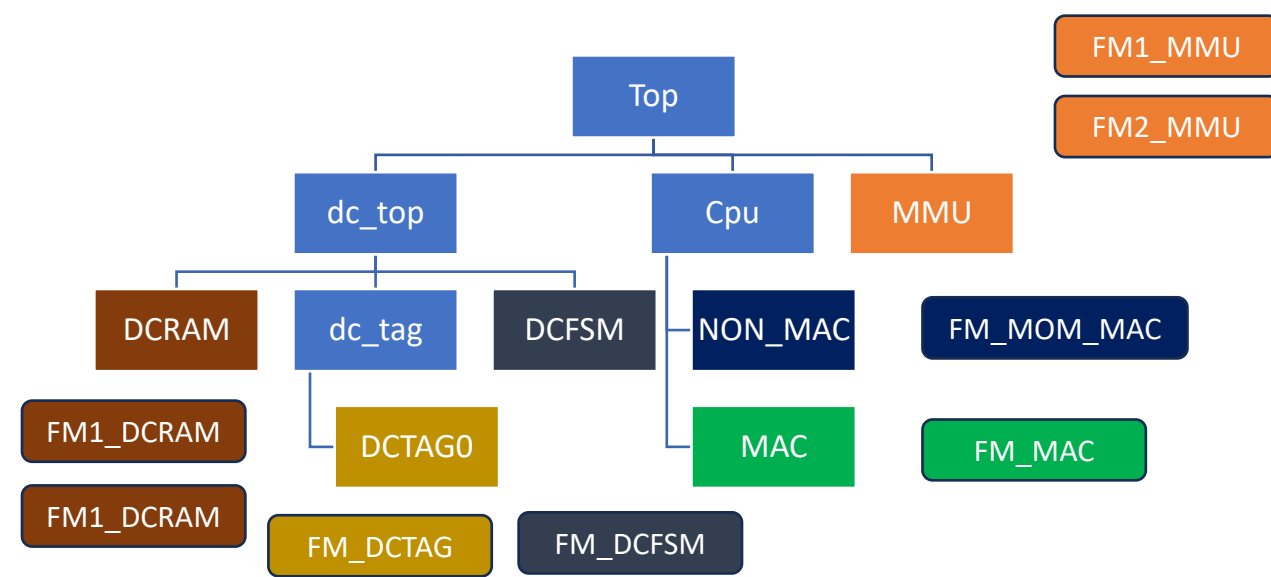 FM1_MMU
Top
FM2_MMU
dc_top
Cpu
MMU
DCRAM
dc_tag
DCFSM
NON_MAC
FM_MOM_MAC
FM1_DCRAM
DCTAG0
MAC
FM_MAC
FM1_DCRAM
FM_DCTAG
FM_DCFSM